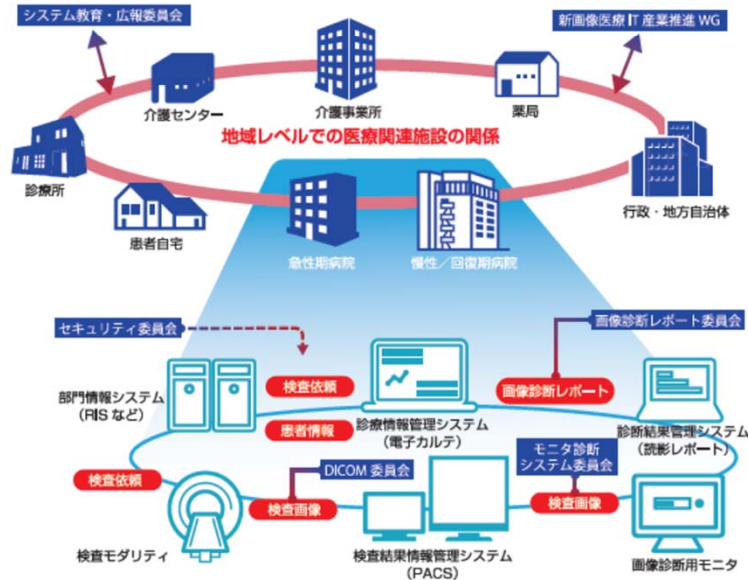 システム教育・広報委員会
新画像医療IT産業推進WG
介護センター
介護事業所
薬局
地域レベルでの医療関連施設の関係
診療所
患者自宅
急性期病院
慢性／回復期病院
行政・地方自治体
セキュリティ委員会
画像診断レポート委員会
部門情報システム
（RISなど）
検査依頼
患者情報
診療情報管理システム
（電子カルテ）
画像診断レポート
診断結果管理システム
（読影レポート）
検査依頼
DICOM委員会
モニタ診断
システム委員会
検査画像
検査画像
検査モダリティ
検査結果情報管理システム
（PACS）
画像診断用モニタ